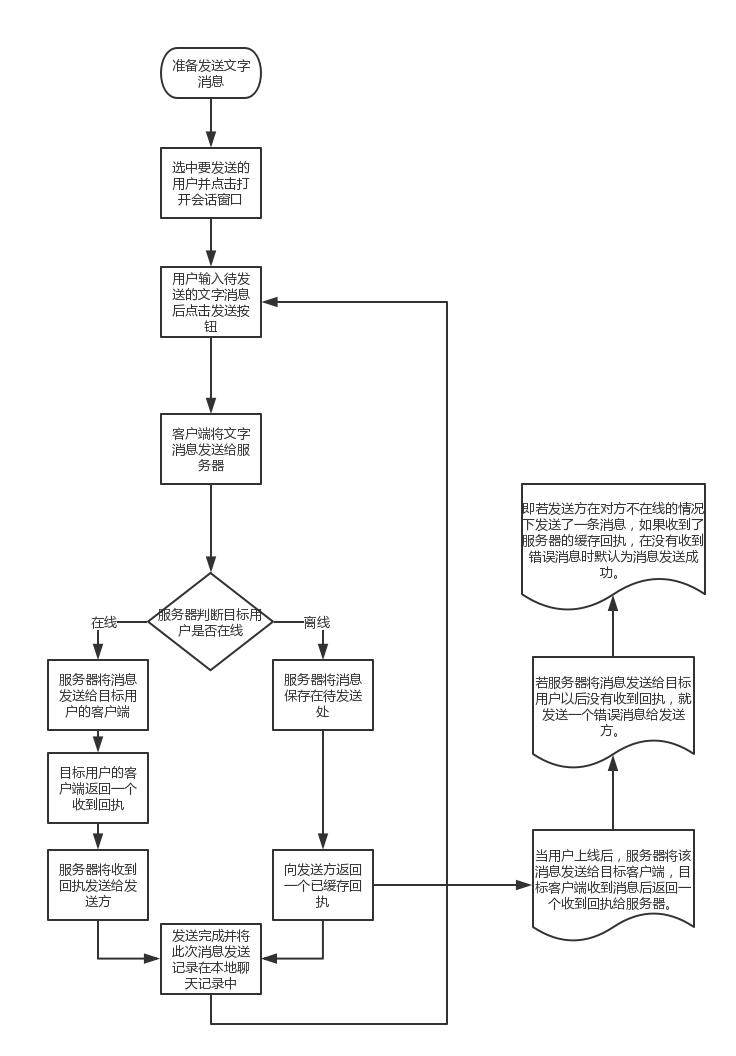 准备发送文字
消息
选中要发送的
用户并点击打
开会话窗口
用户输入待发
送的文字消息
后点击发送按
钮
客户端将文字
消息发送给服
务器
服务器判断目标用
户是否在线
在线
离线
服务器将消息
发送给目标用
户的客户端
目标用户的客
户端返回一个
收到回执
服务器将收到
回执发送给发
送方
服务器将消息
保存在待发送
处
向发送方返回
一个已缓存回
执
发送完成并将
此次消息发送
记录在本地聊
天记录中
当用户上线后，服务器将该
消息发送给目标客户端，目
标客户端收到消息后返回一
个收到回执给服务器。
若服务器将消息发送给目标
用户以后没有收到回执，就
发送一个错误消息给发送
方。
即若发送方在对方不在线的情况
下发送了一条消息，如果收到了
服务器的缓存回执，在没有收到
错误消息时默认为消息发送成
功。